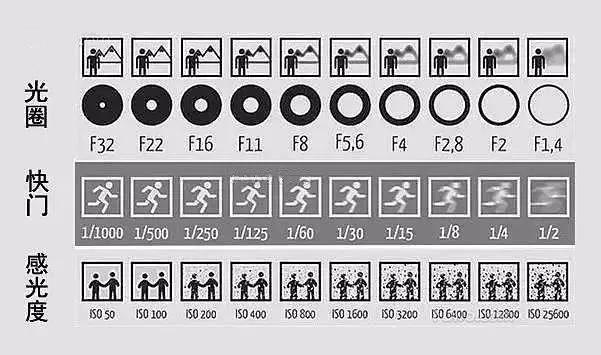 光圈
F32 F22 F16 F11 F8 F5,6 F4 F2,8 F2 F1,4
快门
1/1000 1/500 1/250 1/125 1/60 1/30 1/15 1/8 1/4 1/2
感光度
ISO 50 ISO 100 ISO 200 ISO 400 ISO 800 ISO 1600 ISO 3200 ISO 6400 ISO 12800 ISO 25600